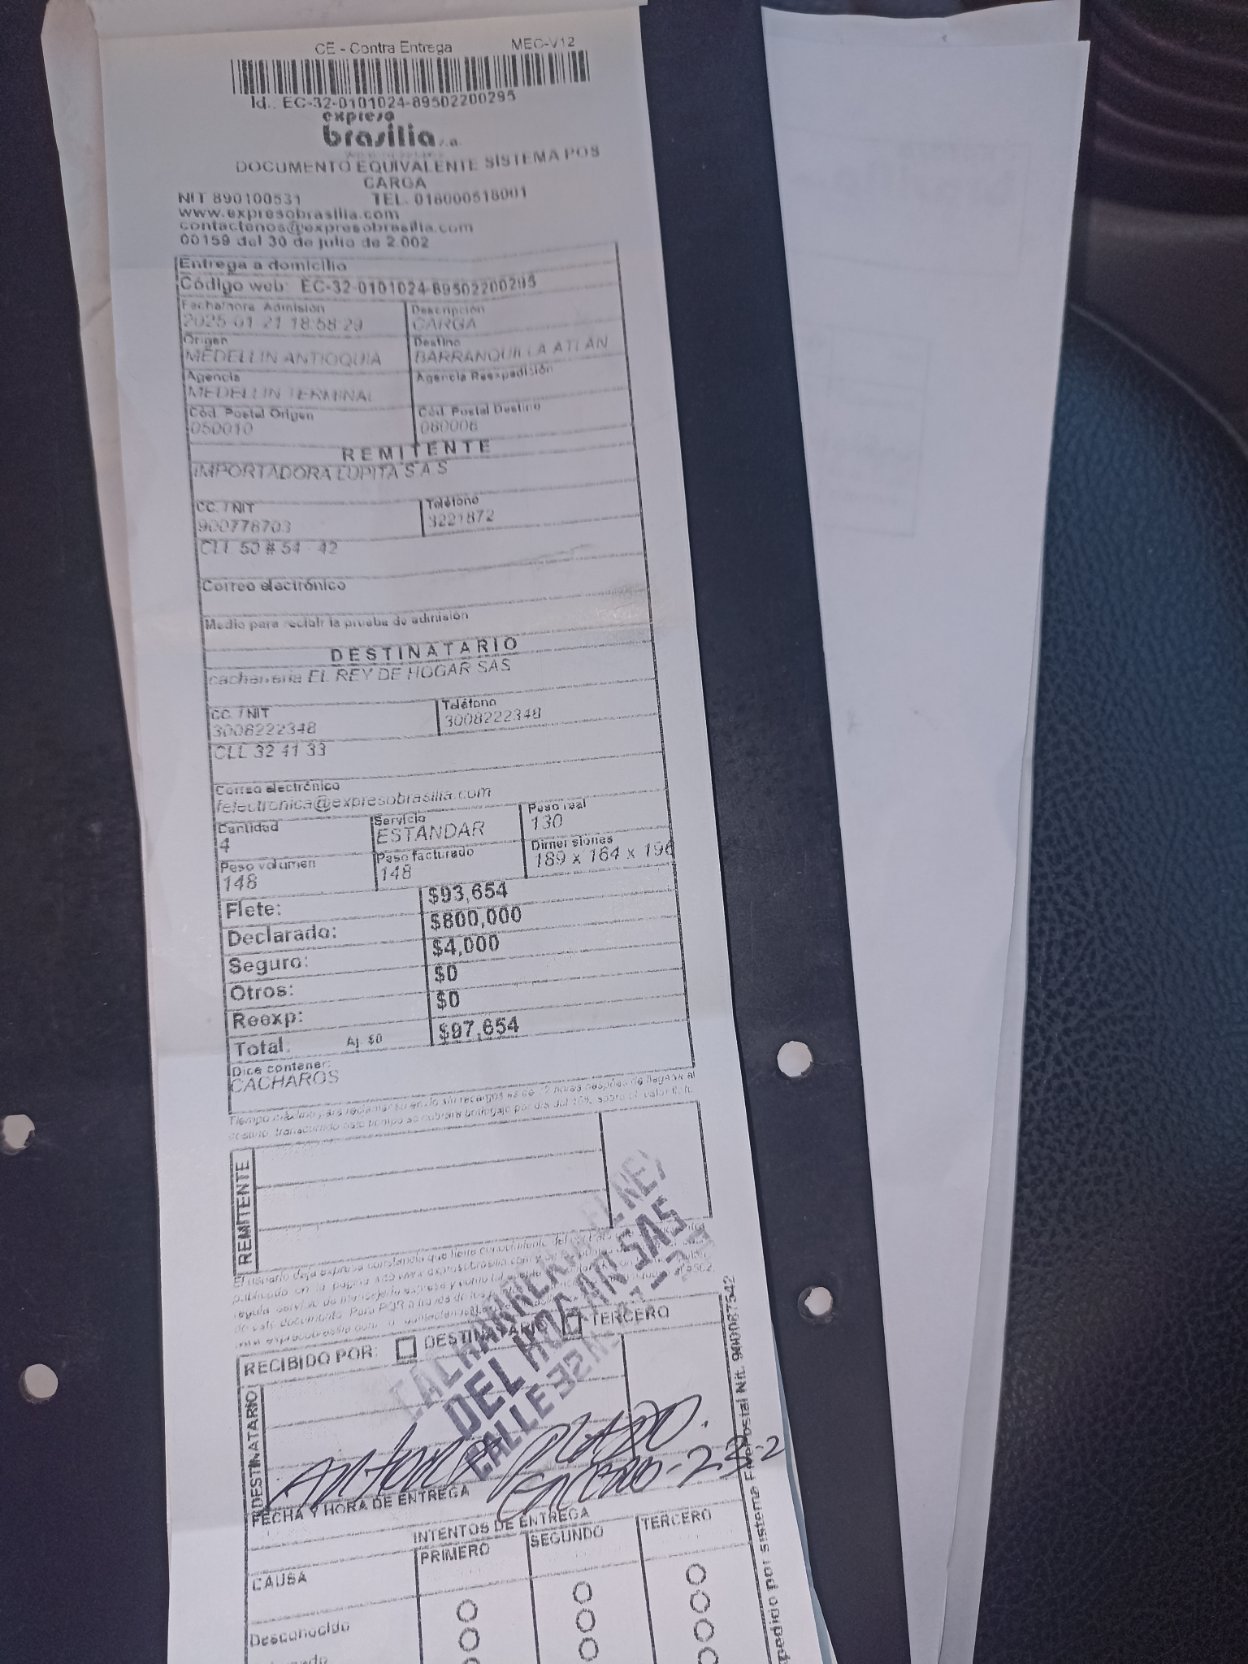 CE - Contra Entrega MEC-V12
Id.: EC-32-0101024-89502200295
expreso
brasilia s.a.
DOCUMENTO EQUIVALENTE SISTEMA POS
CARGA
NIT 890100531 TEL. 018000518001
www.expresobrasilia.com
contactenos@expresobrasilia.com
00159 del 30 de julio de 2.002
Entrega a domicilio
Código web: EC-32-0101024-89502200295
Fecha/hora Admisión Descripción
2025-01-21 18:58:29 CARGA
Origen Destino
MEDELLIN ANTIOQUIA BARRANQUILLA ATLAN
Agencia Agencia Reexpedición
MEDELLIN TERMINAL
Cód. Postal Origen Cód. Postal Destino
050010 080006
REMITENTE
IMPORTADORA LUPITA S A S
CC. / NIT Teléfono
900778703 3221872
CLL 50 # 54 - 42
Correo electrónico
Medio para recibir la prueba de admisión
DESTINATARIO
EL REY DE HOGAR SAS
CC. / NIT Teléfono
3008222348 3008222348
CLL 32 41 33
Correo electrónico
felectronica@expresobrasilia.com
Cantidad Servicio Peso real
4 ESTANDAR 130
Peso volumen Peso facturado Dimensiones
148 148 189 x 164 x 196
Flete: $93,654
Declarado: $800,000
Seguro: $4,000
Otros: $0
Reexp: $0
Total. Aj. $0 $97,654
Dice contener:
CACHAROS
REMITENTE
RECIBIDO POR: DESTINATARIO TERCERO
CACHARRERIA EL REY
DEL HOGAR SAS
CALLE 32 No.
DESTINATARIO
Enero-23-2
FECHA Y HORA DE ENTREGA
INTENTOS DE ENTREGA
CAUSA PRIMERO SEGUNDO TERCERO
Desconocido